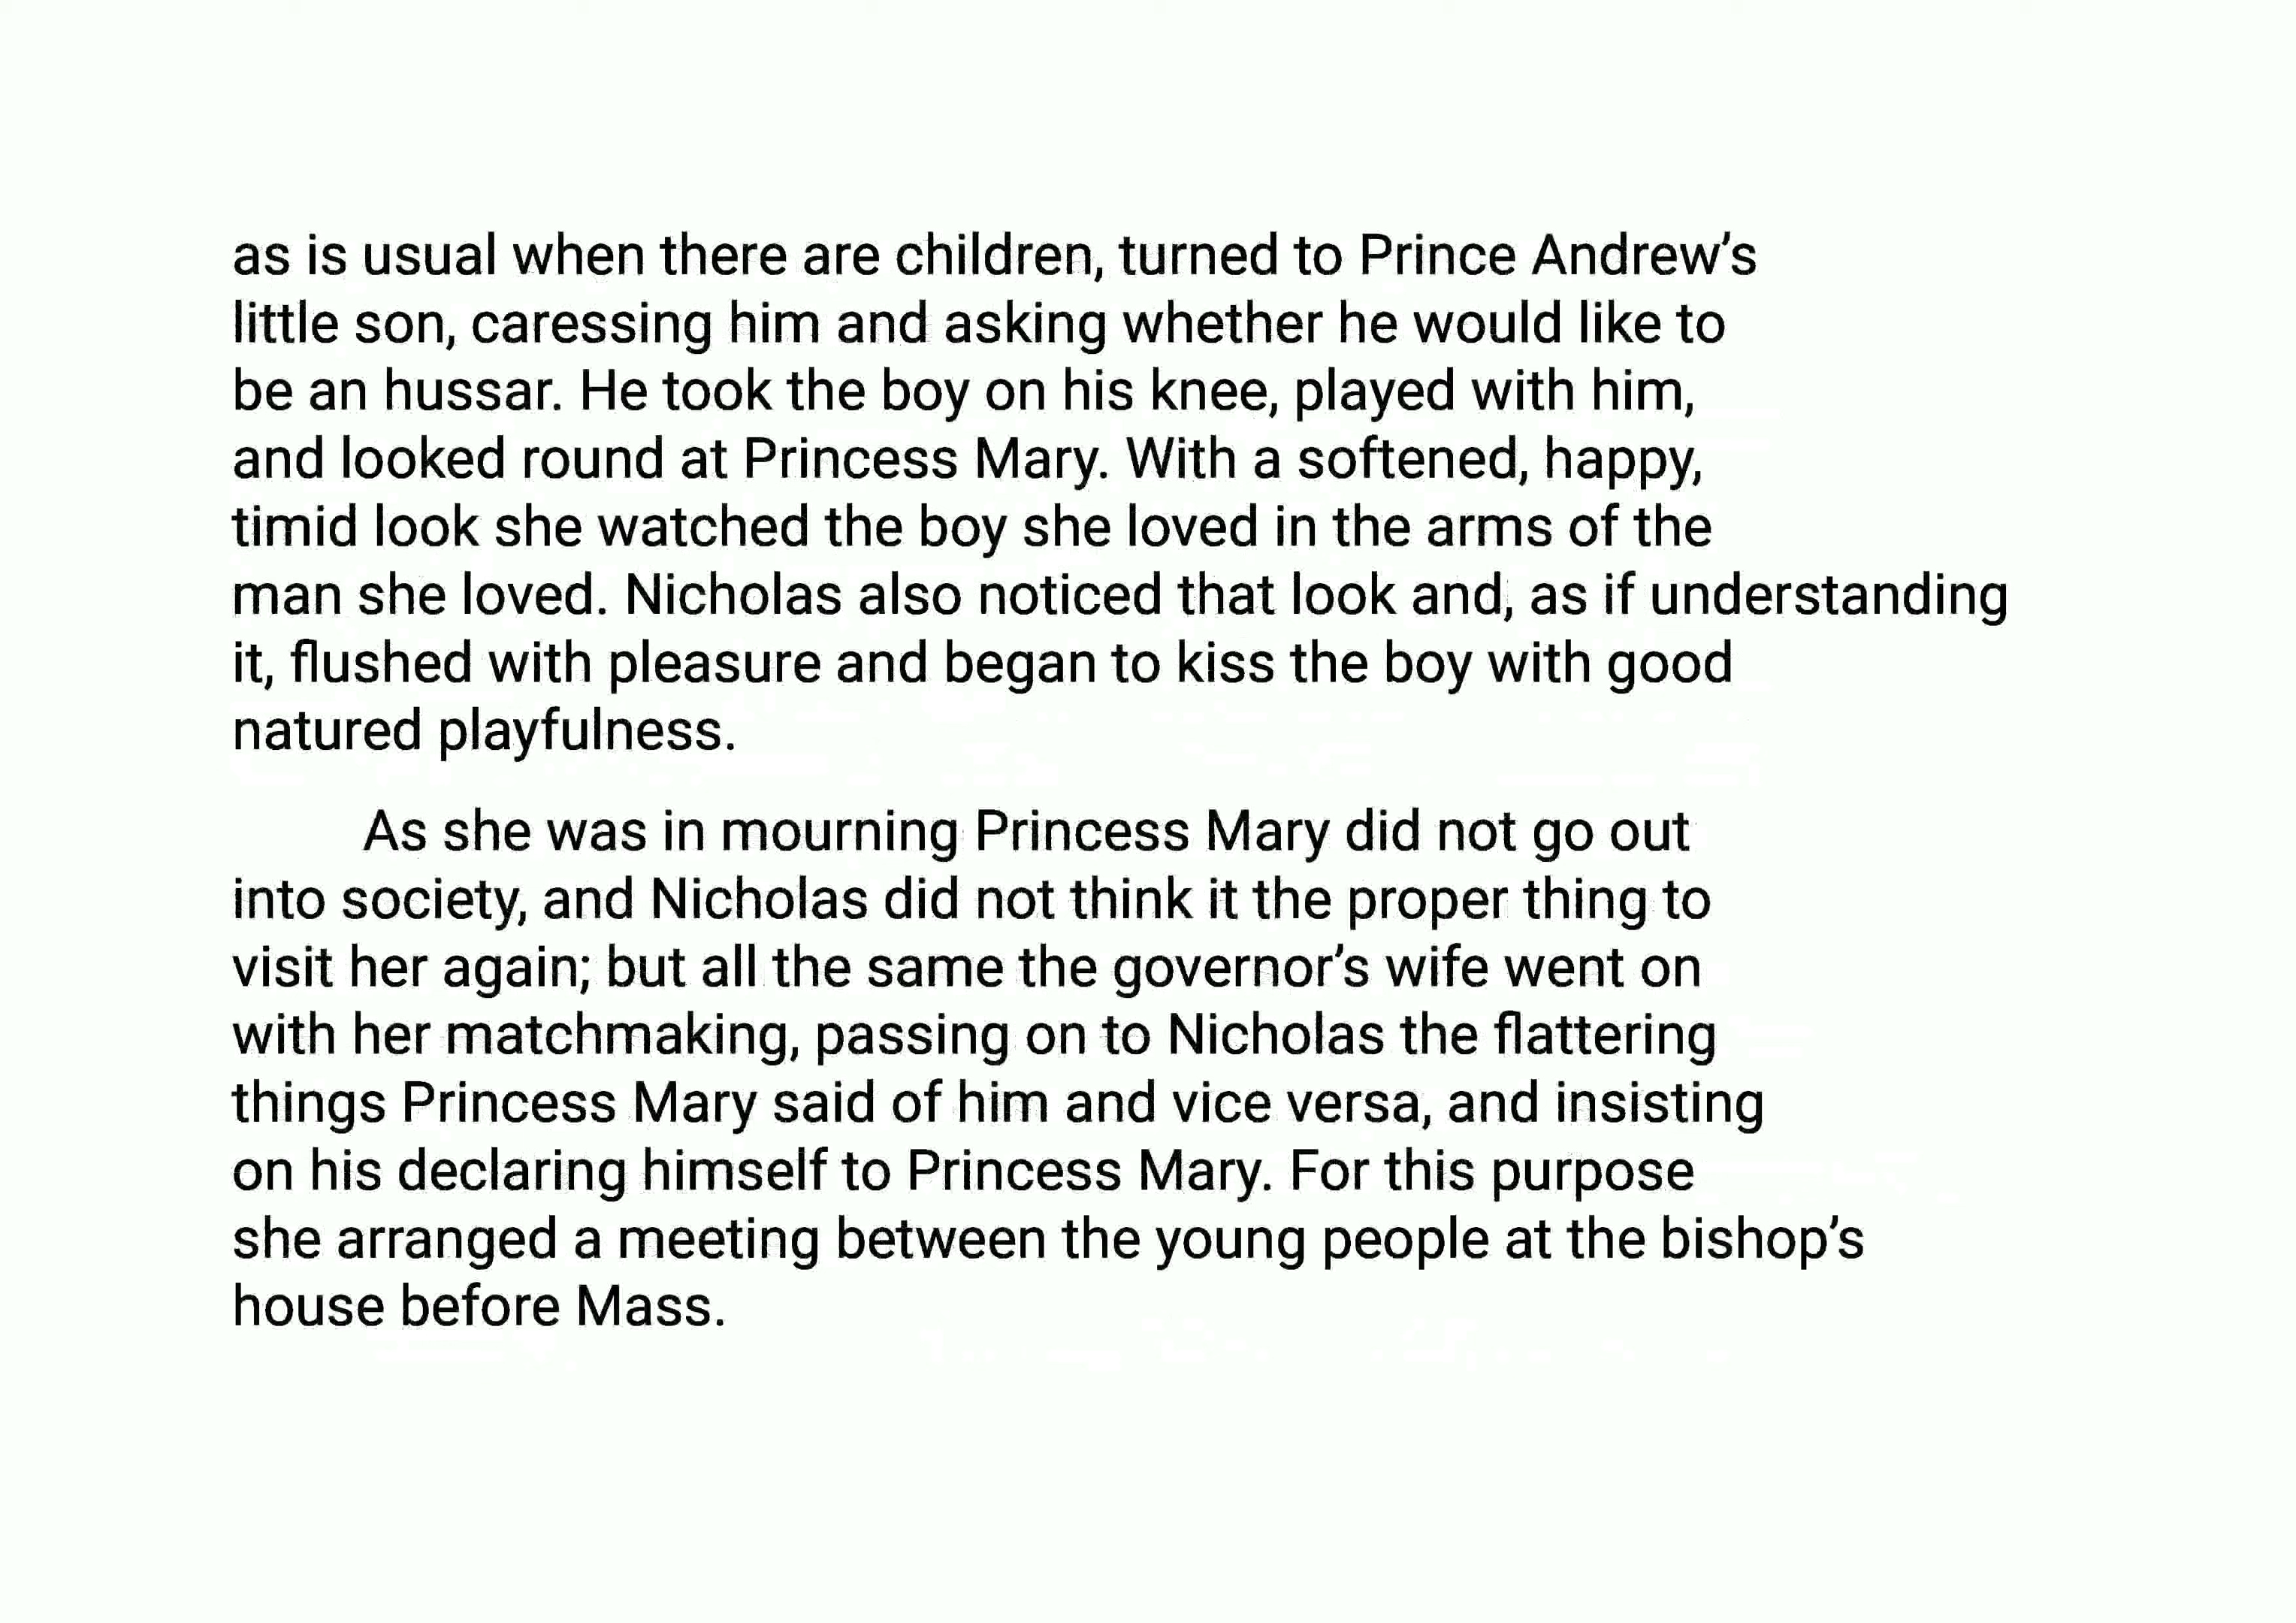 as is usual when there are children, turned to Prince Andrew’s
little son, caressing him and asking whether he would like to
be an hussar. He took the boy on his knee, played with him,
and looked round at Princess Mary. With a softened, happy,
timid look she watched the boy she loved in the arms of the
man she loved. Nicholas also noticed that look and, as if understanding
it, flushed with pleasure and began to kiss the boy with good
natured playfulness.
As she was in mourning Princess Mary did not go out
into society, and Nicholas did not think it the proper thing to
visit her again; but all the same the governor’s wife went on
with her matchmaking, passing on to Nicholas the flattering
things Princess Mary said of him and vice versa, and insisting
on his declaring himself to Princess Mary. For this purpose
she arranged a meeting between the young people at the bishop’s
house before Mass.